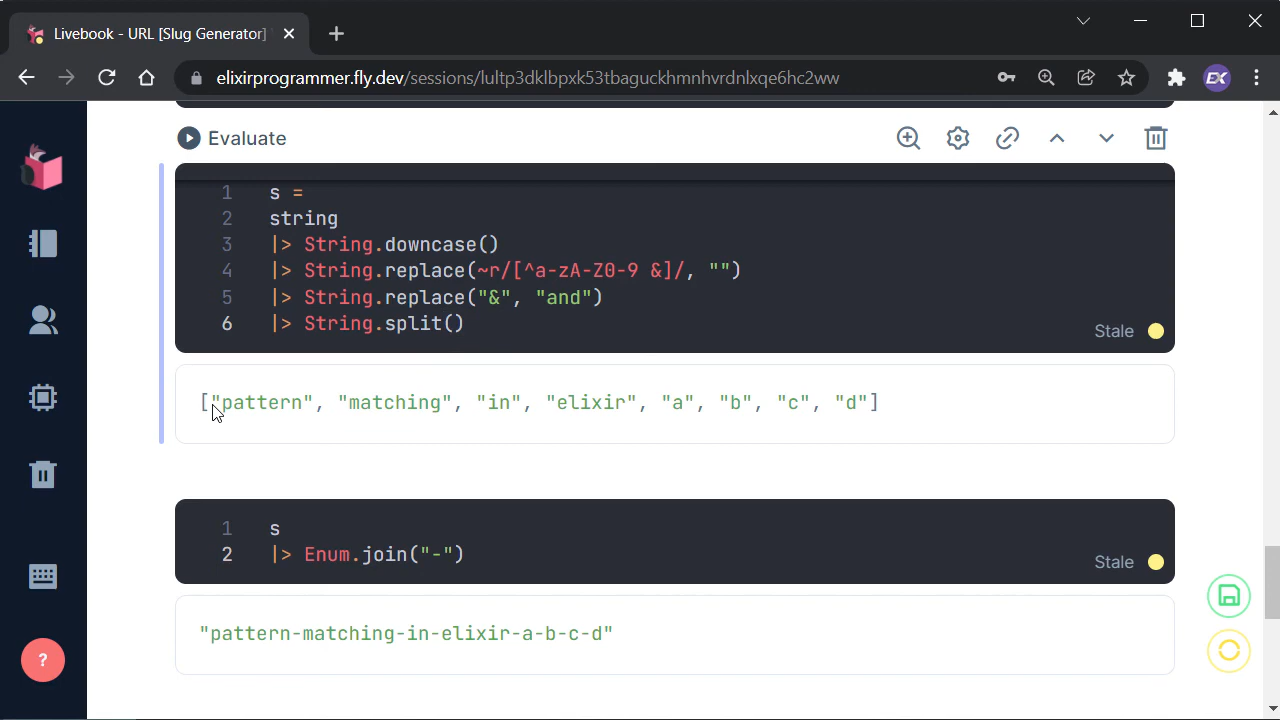 Livebook - URL [Slug Generator]
elixirprogrammer.fly.dev/sessions/lultp3dklbpxk53tbaguckhmnhvrdnlxqe6hc2ww
EX
Evaluate
1 s =
2 string
3 |> String.downcase()
4 |> String.replace(~r/[^a-zA-Z0-9 &]/, "")
5 |> String.replace("&", "and")
6 |> String.split()
Stale
["pattern", "matching", "in", "elixir", "a", "b", "c", "d"]
1 s
2 |> Enum.join("-")
Stale
"pattern-matching-in-elixir-a-b-c-d"
?